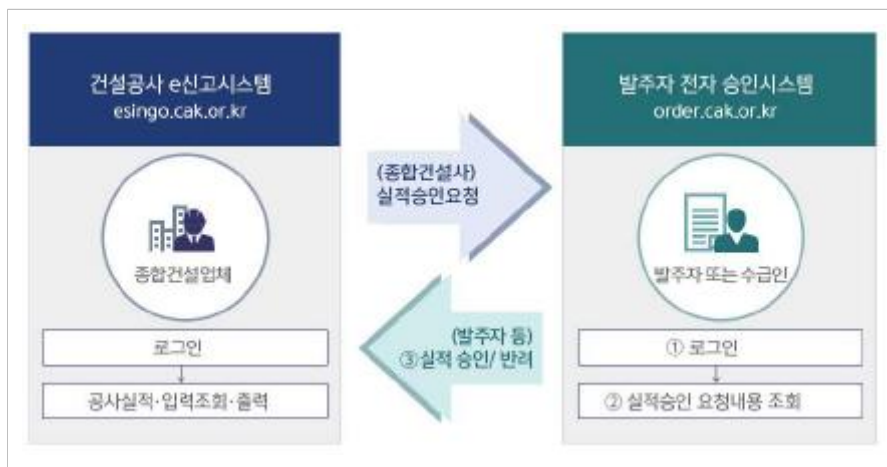 건설공사 e신고시스템
esingo.cak.or.kr
종합건설업체
로그인
공사실적·입력조회·출력
(종합건설사)
실적승인요청
(발주자 등)
③실적 승인/ 반려
발주자 전자 승인시스템
order.cak.or.kr
발주자 또는 수급인
① 로그인
② 실적승인 요청내용 조회